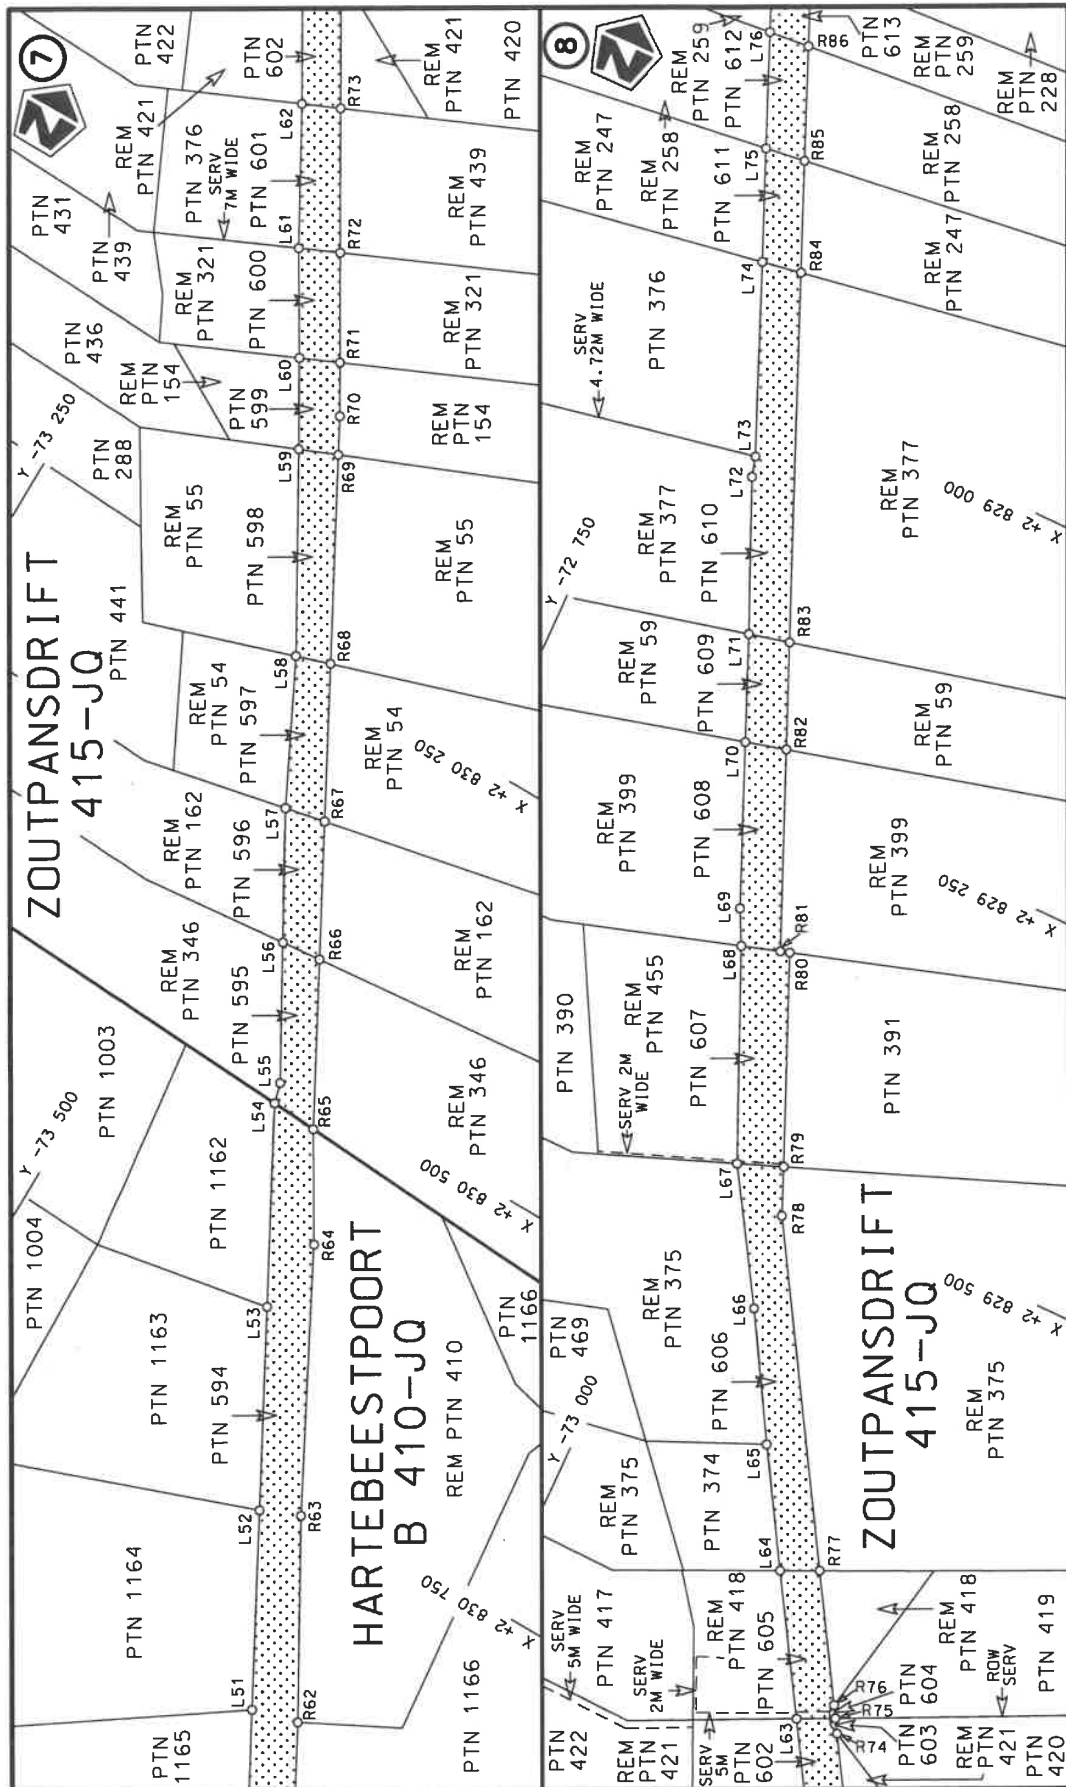 7
PTN
1165
PTN 1164
PTN 1163
PTN 1004
Y -73 500
PTN 1003
PTN 1162
PTN 594
ZOUTPANSDRIFT
415-JQ
PTN 441
REM
PTN 346
PTN 595
REM
PTN 162
PTN 596
REM
PTN 54
PTN 597
REM
PTN 55
PTN 598
Y -73 250
PTN
288
PTN
436
REM
PTN
154
PTN
599
PTN
431
PTN
439
REM
PTN 321
PTN 600
REM
PTN 421
PTN 376
SERV
7M WIDE
PTN 601
PTN
422
PTN
602
L51
L52
L53
L54
L55
L56
L57
L58
L59
L60
L61
L62
R62
R63
R64
R65
R66
R67
R68
R69
R70
R71
R72
R73
PTN 1166
X +2 830 750
HARTEBEESTPOORT
B 410-JQ
REM PTN 410
PTN
1166
X +2 830 500
REM
PTN 346
REM
PTN 162
REM
PTN 54
X +2 830 250
REM
PTN 55
REM
PTN
154
REM
PTN 321
REM
PTN 439
REM
PTN 421
PTN 420
8
PTN
422
SERV
5M WIDE
PTN 417
REM
PTN
421
SERV
2M WIDE
SERV
5M
PTN
602
REM
PTN 418
PTN 605
REM
PTN 375
PTN 374
Y -73 000
PTN
469
REM
PTN 375
PTN 606
PTN 390
SERV 2M
WIDE
REM
PTN 455
PTN 607
REM
PTN 399
PTN 608
REM
PTN 59
PTN 609
Y -72 750
REM
PTN 377
PTN 610
SERV
4.72M WIDE
PTN 376
REM
PTN 247
REM
PTN 258
PTN 611
REM
PTN 259
PTN 612
PTN
613
L63
L64
L65
L66
L67
L68
L69
L70
L71
L72
L73
L74
L75
L76
R74
R75
R76
R77
R78
R79
R80
R81
R82
R83
R84
R85
R86
PTN
603
PTN
604
REM
PTN
421
PTN
420
ROW
SERV
REM
PTN 418
PTN 419
ZOUTPANSDRIFT
415-JQ
REM
PTN 375
X +2 829 500
PTN 391
REM
PTN 399
X +2 829 250
REM
PTN 59
REM
PTN 377
X +2 829 000
REM
PTN 247
REM
PTN 258
REM
PTN
259
REM
PTN
228